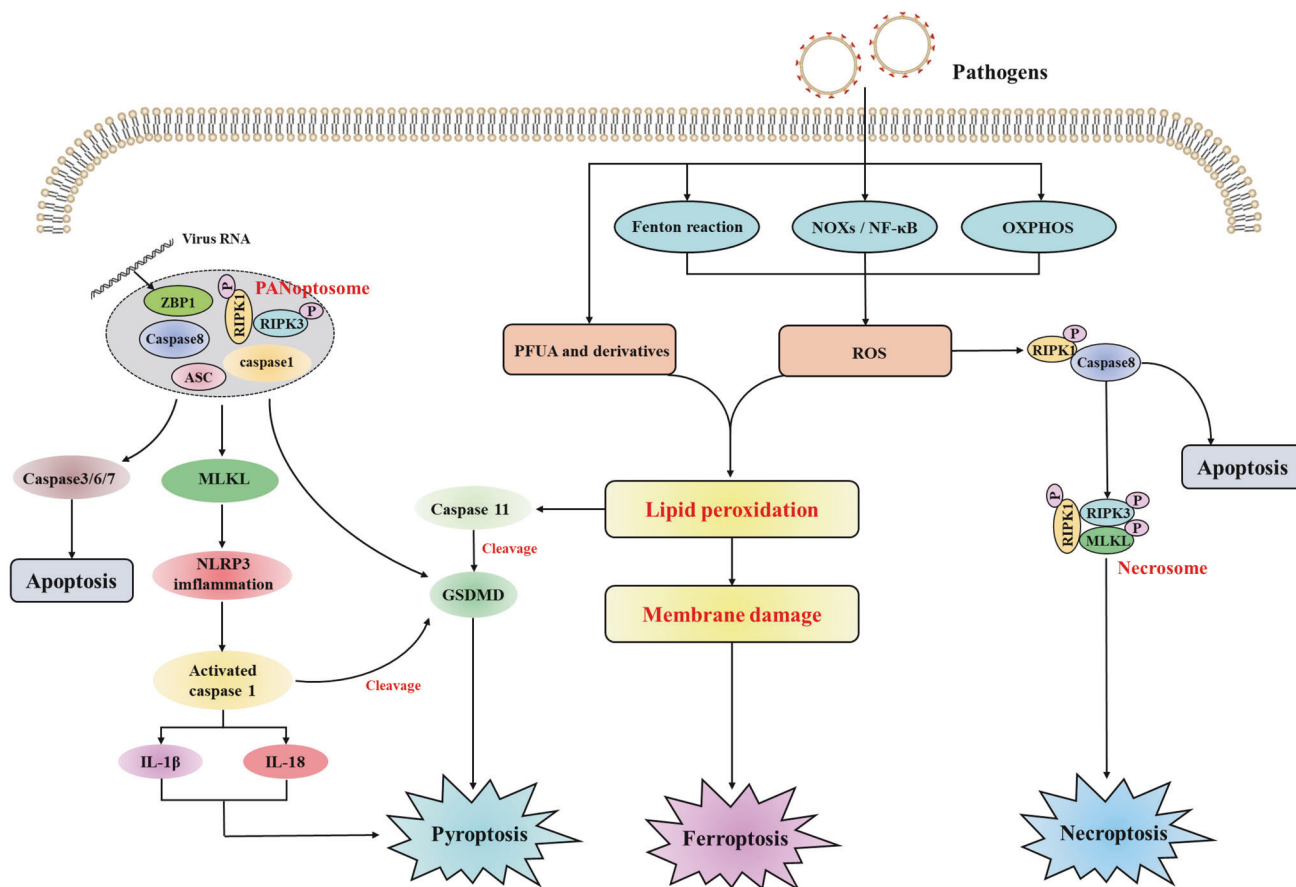 Pathogens
Fenton reaction
NOXs / NF-κB
OXPHOS
Virus RNA
PANoptosome
ZBP1
P
RIPK1
RIPK3
P
Caspase8
caspase1
ASC
PFUA and derivatives
ROS
P
RIPK1
Caspase8
Caspase3/6/7
MLKL
Caspase 11
Lipid peroxidation
Apoptosis
P
RIPK1
RIPK3
P
MLKL
P
Necrosome
Cleavage
Apoptosis
NLRP3
imflammation
GSDMD
Membrane damage
Activated
caspase 1
Cleavage
IL-1β
IL-18
Pyroptosis
Ferroptosis
Necroptosis